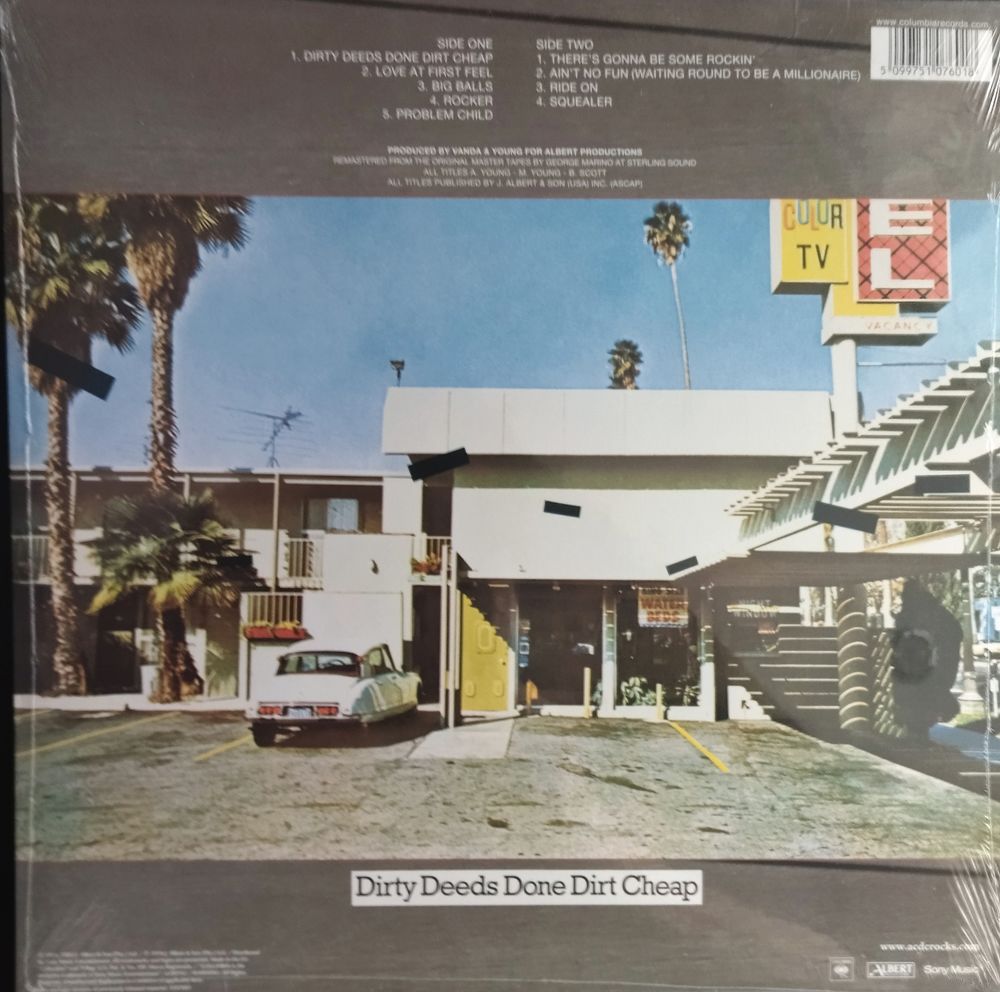 www.columbiarecords.com
5 099751 076018
SIDE ONE
1. DIRTY DEEDS DONE DIRT CHEAP
2. LOVE AT FIRST FEEL
3. BIG BALLS
4. ROCKER
5. PROBLEM CHILD
SIDE TWO
1. THERE'S GONNA BE SOME ROCKIN'
2. AIN'T NO FUN (WAITING ROUND TO BE A MILLIONAIRE)
3. RIDE ON
4. SQUEALER
PRODUCED BY VANDA & YOUNG FOR ALBERT PRODUCTIONS
REMASTERED FROM THE ORIGINAL MASTER TAPES BY GEORGE MARINO AT STERLING SOUND
ALL TITLES A. YOUNG - M. YOUNG - B. SCOTT
ALL TITLES PUBLISHED BY J. ALBERT & SON (USA) INC. (ASCAP)
COLOR
TV
EL
VACANCY
WATER
BEDS
Dirty Deeds Done Dirt Cheap
www.acdcrocks.com
ALBERT
Sony Music